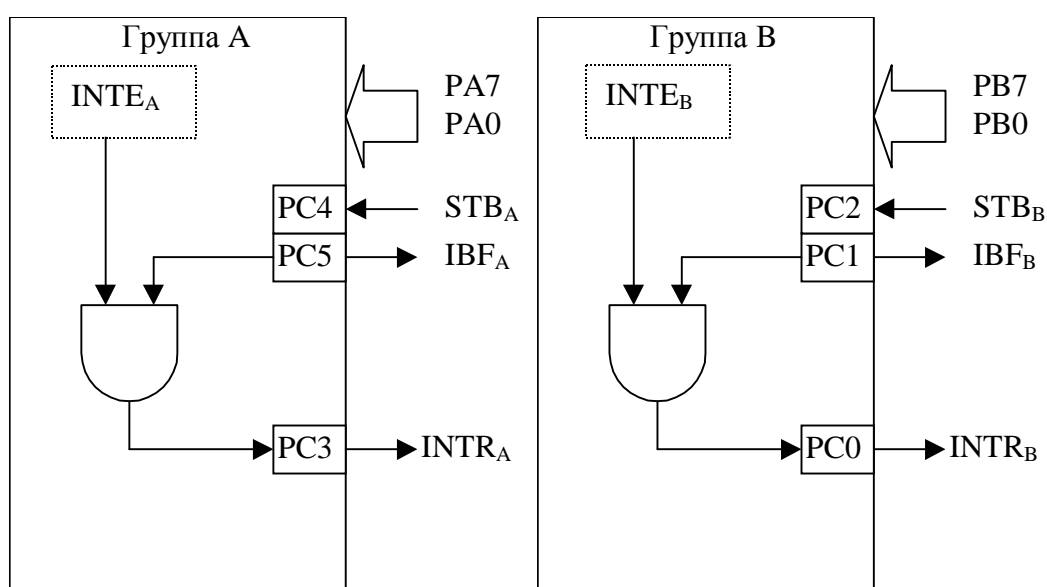 Группа А
INTEA
PA7
PA0
PC4
STBA
PC5
IBFA
PC3
INTRA
Группа В
INTEB
PB7
PB0
PC2
STBB
PC1
IBFB
PC0
INTRB